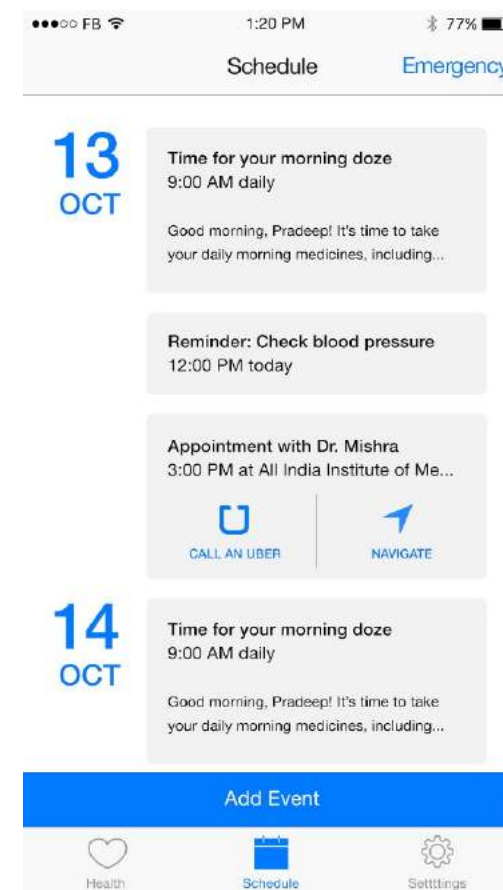 FB 1:20 PM 77%
Schedule Emergency
13
OCT
Time for your morning doze
9:00 AM daily
Good morning, Pradeep! It's time to take
your daily morning medicines, including...
Reminder: Check blood pressure
12:00 PM today
Appointment with Dr. Mishra
3:00 PM at All India Institute of Me...
CALL AN UBER NAVIGATE
14
OCT
Time for your morning doze
9:00 AM daily
Good morning, Pradeep! It's time to take
your daily morning medicines, including...
Add Event
Health Schedule Setttings